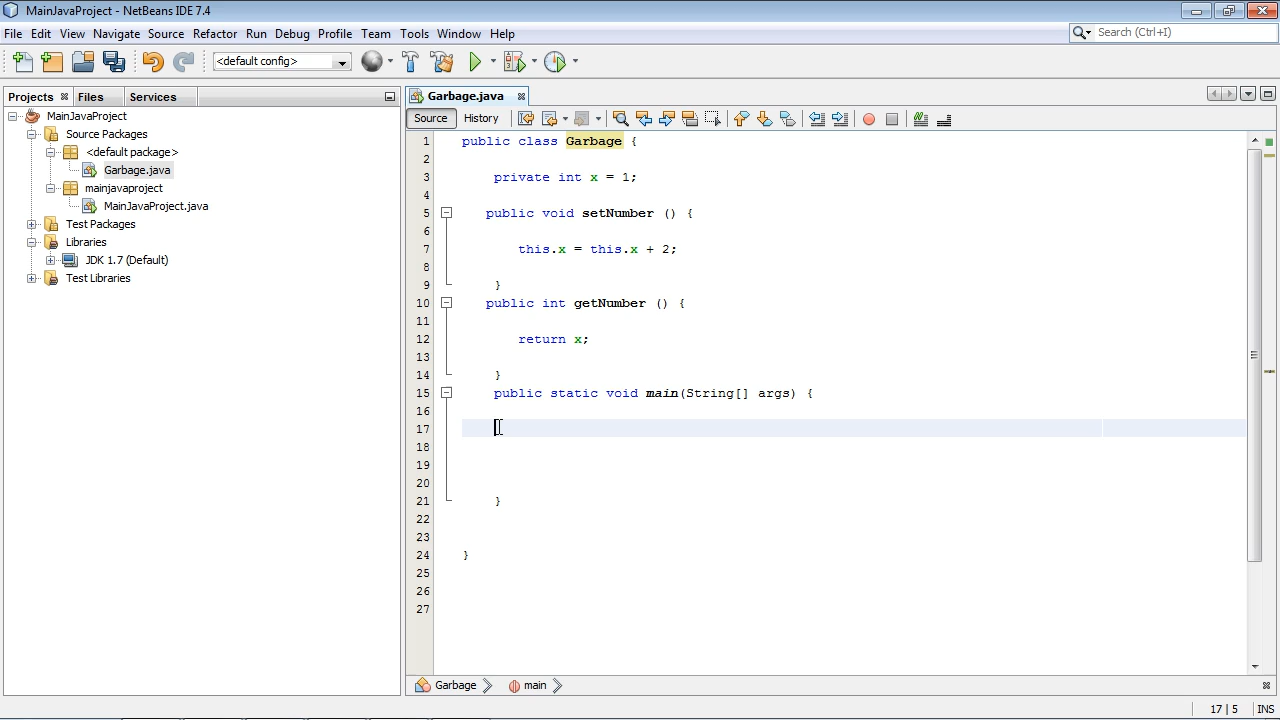 MainJavaProject - NetBeans IDE 7.4
File Edit View Navigate Source Refactor Run Debug Profile Team Tools Window Help
Search (Ctrl+I)
<default config>
Projects Files Services
Garbage.java
Source History
MainJavaProject
Source Packages
<default package>
Garbage.java
mainjavaproject
MainJavaProject.java
Test Packages
Libraries
JDK 1.7 (Default)
Test Libraries
1 public class Garbage {
2
3 private int x = 1;
4
5 public void setNumber () {
6
7 this.x = this.x + 2;
8
9 }
10 public int getNumber () {
11
12 return x;
13
14 }
15 public static void main(String[] args) {
16
17
18
19
20
21 }
22
23
24 }
25
26
27
Garbage main
17 | 5 INS